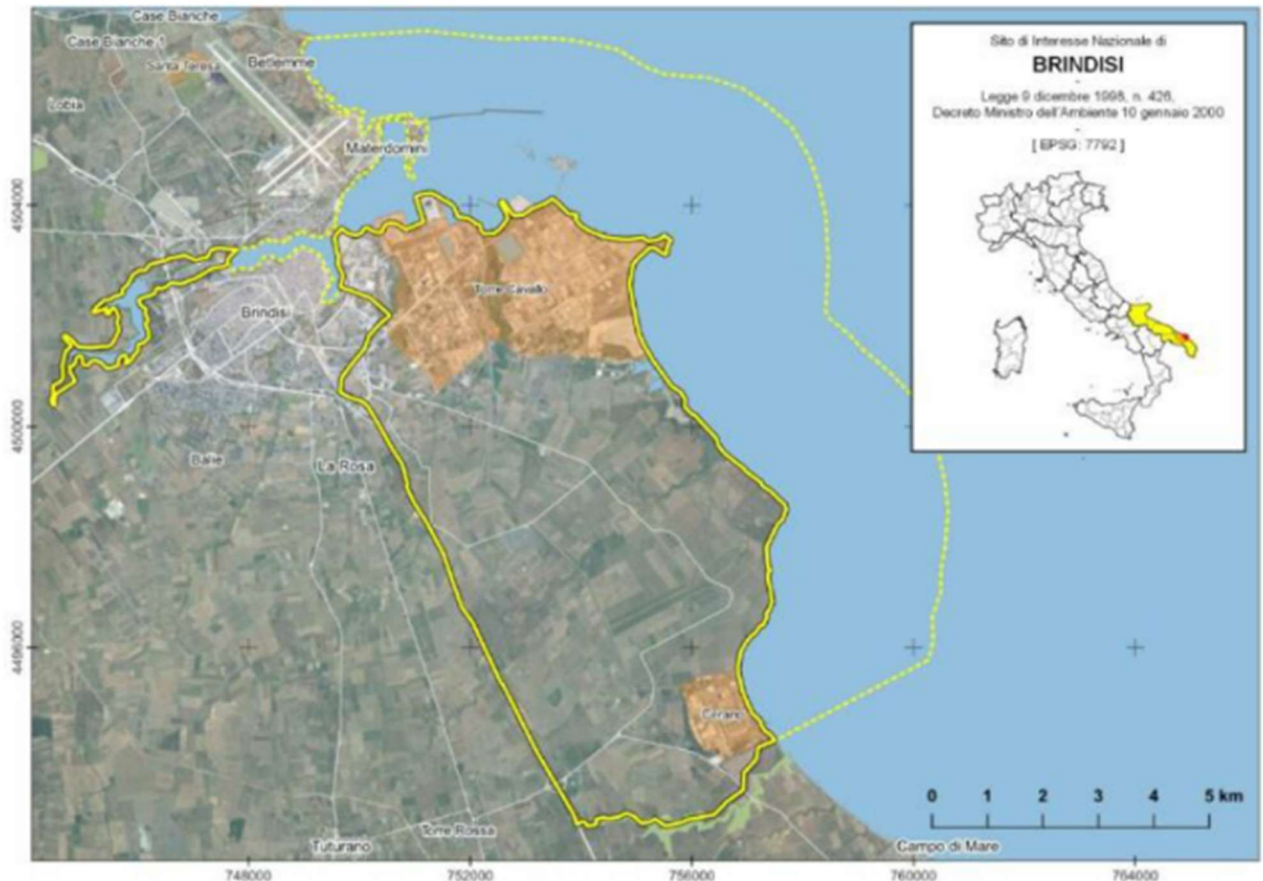 Case Bianche
Case Bianche 1
Santa Teresa
Betlemme
Lobia
Materdomini
Torre Cavallo
Brindisi
Balie
La Rosa
Cerano
Torre Rossa
Tuturano
Campo di Mare
Sito di Interesse Nazionale di
BRINDISI
-
Legge 9 dicembre 1998, n. 426,
Decreto Ministro dell'Ambiente 10 gennaio 2000
-
[ EPSG: 7792 ]
0 1 2 3 4 5 km
4504000
4500000
4496000
748000 752000 756000 760000 764000